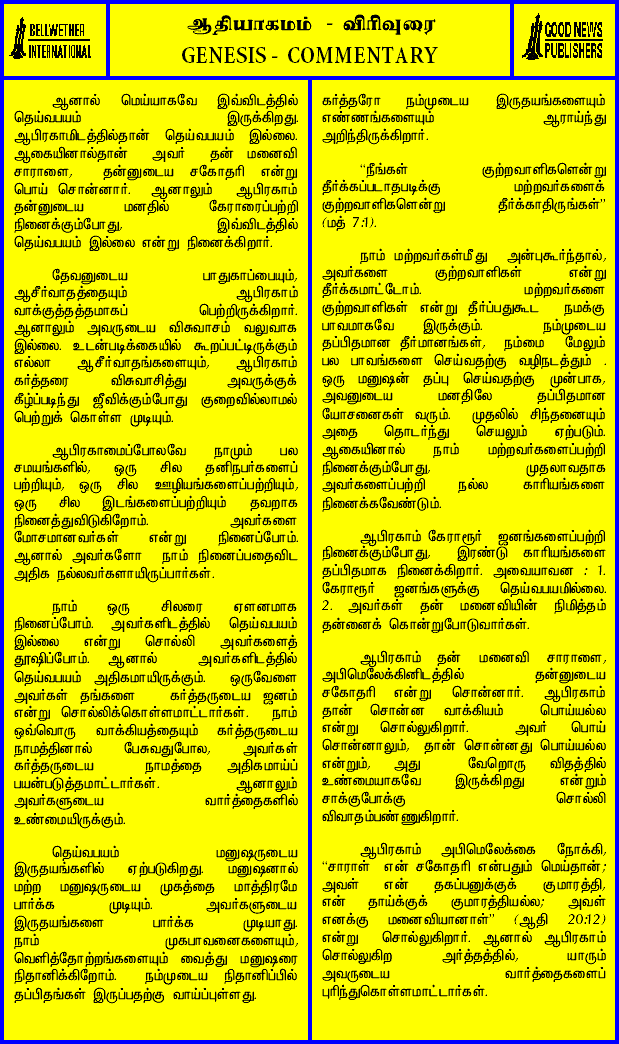 BELLWETHER
INTERNATIONAL
ஆதியாகமம் - விரிவுரை
GENESIS - COMMENTARY
GOOD NEWS
PUBLISHERS
ஆனால் மெய்யாகவே இவ்விடத்தில்
தெய்வபயம் இருக்கிறது.
ஆபிரகாமிடத்தில்தான் தெய்வபயம் இல்லை.
ஆகையினால்தான் அவர் தன் மனைவி
சாராளை, தன்னுடைய சகோதரி என்று
பொய் சொன்னார். ஆனாலும் ஆபிரகாம்
தன்னுடைய மனதில் கேராரைப்பற்றி
நினைக்கும்போது, இவ்விடத்தில்
தெய்வபயம் இல்லை என்று நினைக்கிறார்.
தேவனுடைய பாதுகாப்பையும்,
ஆசீர்வாதத்தையும் ஆபிரகாம்
வாக்குத்தத்தமாகப் பெற்றிருக்கிறார்.
ஆனாலும் அவருடைய விசுவாசம் வலுவாக
இல்லை. உடன்படிக்கையில் கூறப்பட்டிருக்கும்
எல்லா ஆசீர்வாதங்களையும், ஆபிரகாம்
கர்த்தரை விசுவாசித்து அவருக்குக்
கீழ்ப்படிந்து ஜீவிக்கும்போது குறைவில்லாமல்
பெற்றுக் கொள்ள முடியும்.
ஆபிரகாமைப்போலவே நாமும் பல
சமயங்களில், ஒரு சில தனிநபர்களைப்
பற்றியும், ஒரு சில ஊழியங்களைப்பற்றியும்,
ஒரு சில இடங்களைப்பற்றியும் தவறாக
நினைத்துவிடுகிறோம். அவர்களை
மோசமானவர்கள் என்று நினைப்போம்.
ஆனால் அவர்களோ நாம் நினைப்பதைவிட
அதிக நல்லவர்களாயிருப்பார்கள்.
நாம் ஒரு சிலரை ஏளனமாக
நினைப்போம். அவர்களிடத்தில் தெய்வபயம்
இல்லை என்று சொல்லி அவர்களைத்
தூஷிப்போம். ஆனால் அவர்களிடத்தில்
தெய்வபயம் அதிகமாயிருக்கும். ஒருவேளை
அவர்கள் தங்களை கர்த்தருடைய ஜனம்
என்று சொல்லிக்கொள்ளமாட்டார்கள். நாம்
ஒவ்வொரு வாக்கியத்தையும் கர்த்தருடைய
நாமத்தினால் பேசுவதுபோல, அவர்கள்
கர்த்தருடைய நாமத்தை அதிகமாய்ப்
பயன்படுத்தமாட்டார்கள். ஆனாலும்
அவர்களுடைய வார்த்தைகளில்
உண்மையிருக்கும்.
தெய்வபயம் மனுஷருடைய
இருதயங்களில் ஏற்படுகிறது. மனுஷனால்
மற்ற மனுஷருடைய முகத்தை மாத்திரமே
பார்க்க முடியும். அவர்களுடைய
இருதயங்களை பார்க்க முடியாது.
நாம் முகபாவனைகளையும்,
வெளித்தோற்றங்களையும் வைத்து மனுஷரை
நிதானிக்கிறோம். நம்முடைய நிதானிப்பில்
தப்பிதங்கள் இருப்பதற்கு வாய்ப்புள்ளது.
கர்த்தரோ நம்முடைய இருதயங்களையும்
எண்ணங்களையும் ஆராய்ந்து
அறிந்திருக்கிறார்.
“நீங்கள் குற்றவாளிகளென்று
தீர்க்கப்படாதபடிக்கு மற்றவர்களைக்
குற்றவாளிகளென்று தீர்க்காதிருங்கள்”
(மத் 7:1).
நாம் மற்றவர்கள்மீது அன்புகூர்ந்தால்,
அவர்களை குற்றவாளிகள் என்று
தீர்க்கமாட்டோம். மற்றவர்களை
குற்றவாளிகள் என்று தீர்ப்பதுகூட நமக்கு
பாவமாகவே இருக்கும். நம்முடைய
தப்பிதமான தீர்மானங்கள், நம்மை மேலும்
பல பாவங்களை செய்வதற்கு வழிநடத்தும் .
ஒரு மனுஷன் தப்பு செய்வதற்கு முன்பாக,
அவனுடைய மனதிலே தப்பிதமான
யோசனைகள் வரும். முதலில் சிந்தனையும்
அதை தொடர்ந்து செயலும் ஏற்படும்.
ஆகையினால் நாம் மற்றவர்களைப்பற்றி
நினைக்கும்போது, முதலாவதாக
அவர்களைப்பற்றி நல்ல காரியங்களை
நினைக்கவேண்டும்.
ஆபிரகாம் கேராரூர் ஜனங்களைப்பற்றி
நினைக்கும்போது, இரண்டு காரியங்களை
தப்பிதமாக நினைக்கிறார். அவையாவன : 1.
கேராரூர் ஜனங்களுக்கு தெய்வபயமில்லை.
2. அவர்கள் தன் மனைவியின் நிமித்தம்
தன்னைக் கொன்றுபோடுவார்கள்.
ஆபிரகாம் தன் மனைவி சாராளை,
அபிமெலேக்கினிடத்தில் தன்னுடைய
சகோதரி என்று சொன்னார். ஆபிரகாம்
தான் சொன்ன வாக்கியம் பொய்யல்ல
என்று சொல்லுகிறார். அவர் பொய்
சொன்னாலும், தான் சொன்னது பொய்யல்ல
என்றும், அது வேறொரு விதத்தில்
உண்மையாகவே இருக்கிறது என்றும்
சாக்குபோக்கு சொல்லி
விவாதம்பண்ணுகிறார்.
ஆபிரகாம் அபிமெலேக்கை நோக்கி,
“சாராள் என் சகோதரி என்பதும் மெய்தான்;
அவள் என் தகப்பனுக்குக் குமாரத்தி,
என் தாய்க்குக் குமாரத்தியல்ல; அவள்
எனக்கு மனைவியானாள்” (ஆதி 20:12)
என்று சொல்லுகிறார். ஆனால் ஆபிரகாம்
சொல்லுகிற அர்த்தத்தில், யாரும்
அவருடைய வார்த்தைகளைப்
புரிந்துகொள்ளமாட்டார்கள்.